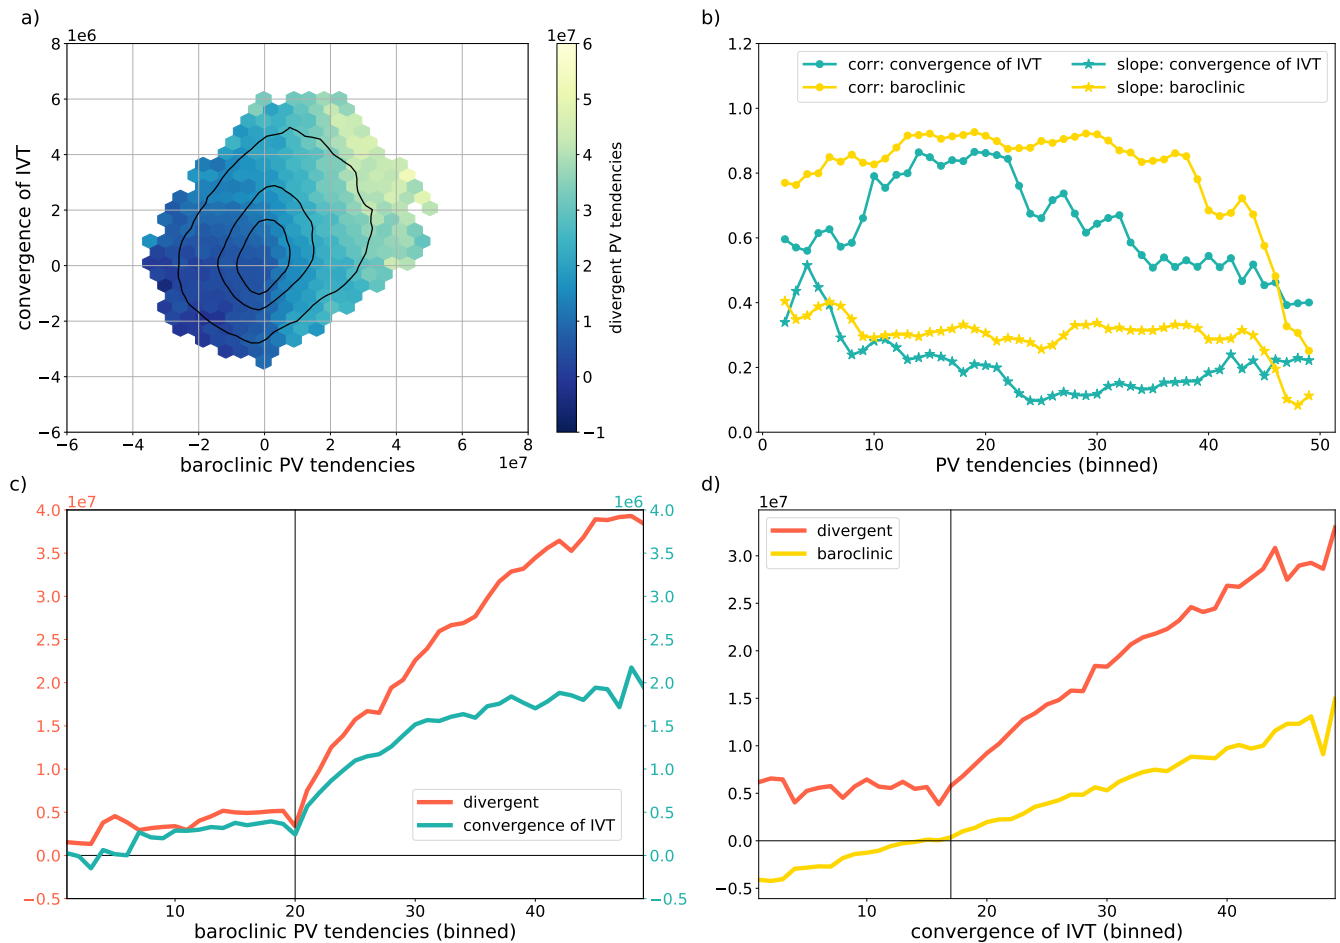 a)
1e6
8
6
4
2
0
−2
−4
−6
−6 −4 −2 0 2 4 6 8
1e7
convergence of IVT
baroclinic PV tendencies
1e7
6
5
4
3
2
1
0
−1
divergent PV tendencies
b)
1.2
1.0
0.8
0.6
0.4
0.2
0.0
corr: convergence of IVT
corr: baroclinic
slope: convergence of IVT
slope: baroclinic
0 10 20 30 40 50
PV tendencies (binned)
c)
1e7
4.0
3.5
3.0
2.5
2.0
1.5
1.0
0.5
0.0
−0.5
1e6
4.0
3.5
3.0
2.5
2.0
1.5
1.0
0.5
0.0
−0.5
divergent
convergence of IVT
10 20 30 40
baroclinic PV tendencies (binned)
d)
1e7
3.0
2.5
2.0
1.5
1.0
0.5
0.0
−0.5
divergent
baroclinic
10 20 30 40
convergence of IVT (binned)